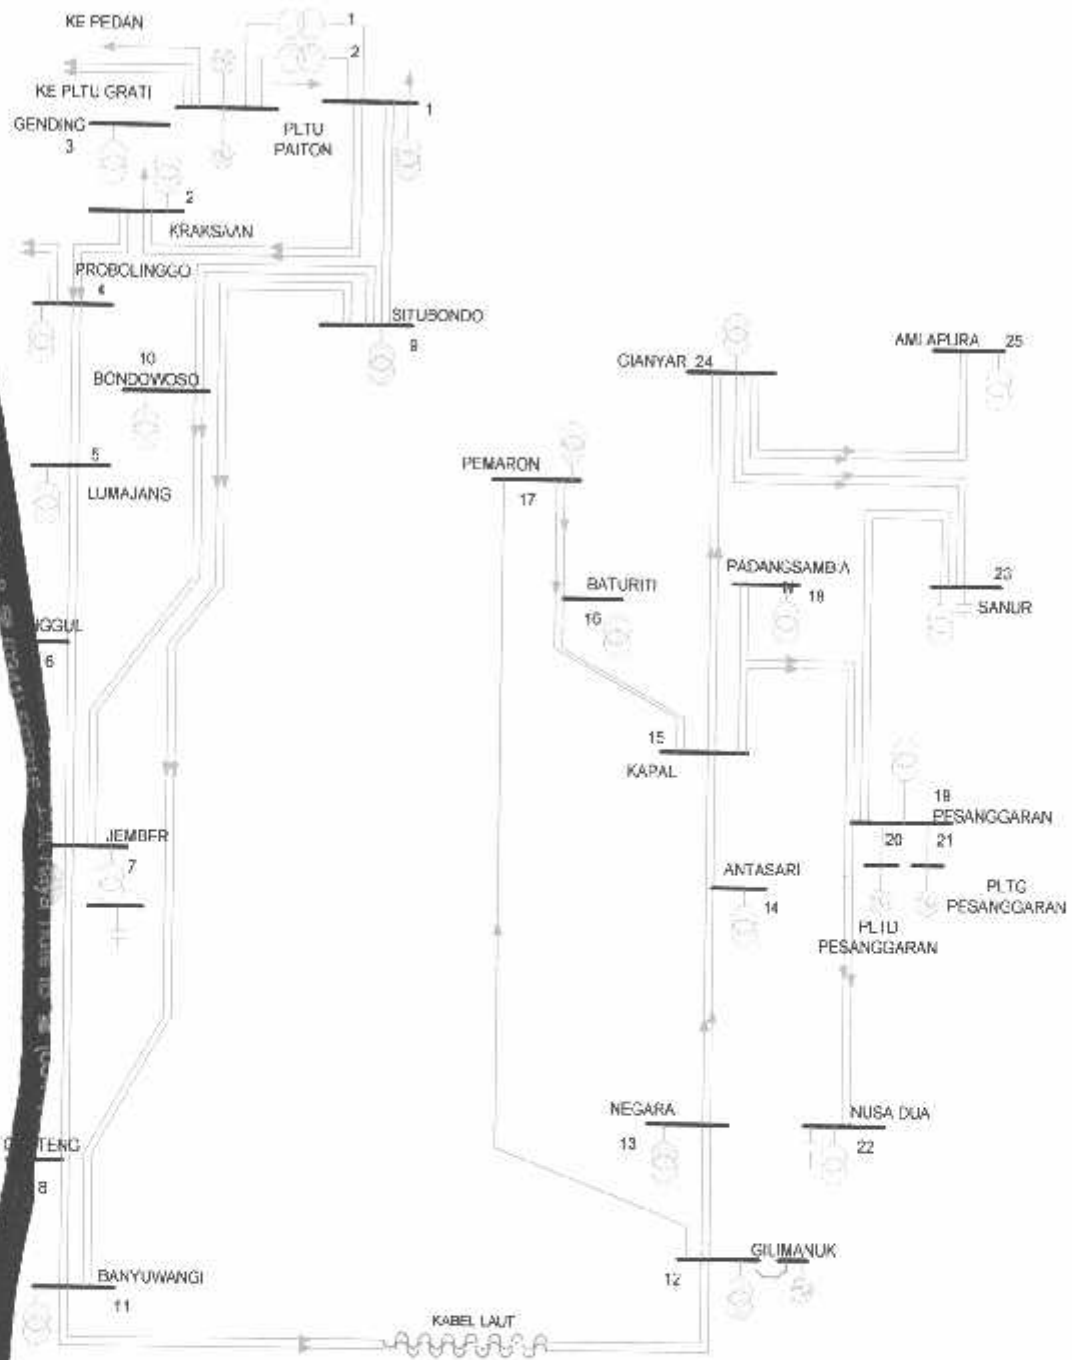 KE PEDAN
1
2
KE PLTU GRATI
GENDING
3
PLTU
PAITON
1
2
KRAKSAAN
PROBOLINGGO
4
SITUBONDO
9
10
BONDOWOSO
5
LUMAJANG
GGUL
6
JEMBER
7
TENG
8
BANYUWANGI
11
KABEL LAUT
GIANYAR 24
AMLAPURA 25
PEMARON
17
BATURITI
16
PADANGSAMBIA
18
23
SANUR
15
KAPAL
19
PESANGGARAN
20 21
ANTASARI
14
PLTG
PESANGGARAN
PLTD
PESANGGARAN
NEGARA
13
NUSA DUA
22
GILIMANUK
12